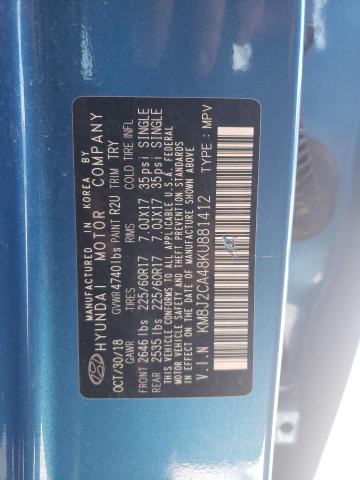 MANUFACTURED IN KOREA BY
HYUNDAI MOTOR COMPANY
OCT/30/18 GVWR 4740lbs PAINT R2U TRIM TRY
GAWR TIRES RIMS COLD TIRE INFL
FRONT 2646 lbs 225/60R17 7.0JX17 35psi SINGLE
REAR 2535 lbs 225/60R17 7.0JX17 35psi SINGLE
THIS VEHICLE CONFORMS TO ALL APPLICABLE U.S.A. FEDERAL
MOTOR VEHICLE SAFETY, AND THEFT PREVENTION STANDARDS
IN EFFECT ON THE DATE OF MANUFACTURE SHOWN ABOVE.
KM8J2CA48KU881412
V.I.N TYPE : MPV